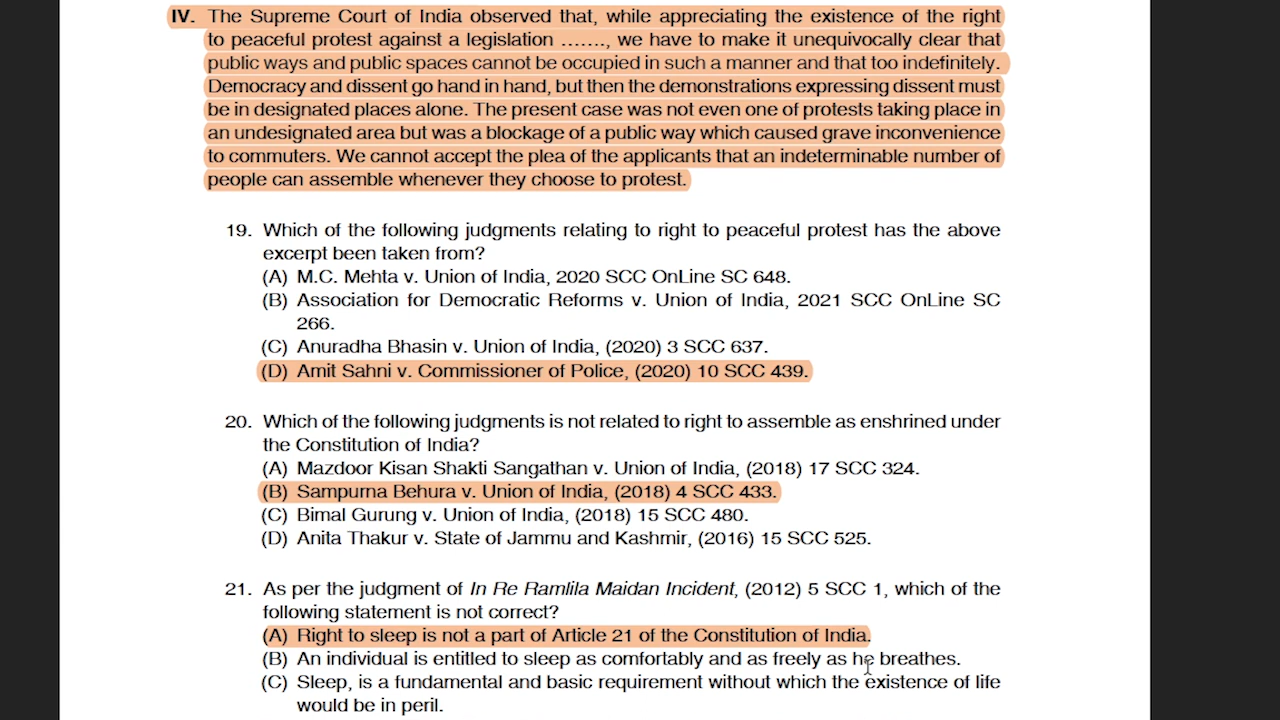 IV. The Supreme Court of India observed that, while appreciating the existence of the right
to peaceful protest against a legislation ……., we have to make it unequivocally clear that
public ways and public spaces cannot be occupied in such a manner and that too indefinitely.
Democracy and dissent go hand in hand, but then the demonstrations expressing dissent must
be in designated places alone. The present case was not even one of protests taking place in
an undesignated area but was a blockage of a public way which caused grave inconvenience
to commuters. We cannot accept the plea of the applicants that an indeterminable number of
people can assemble whenever they choose to protest.
19. Which of the following judgments relating to right to peaceful protest has the above
excerpt been taken from?
(A) M.C. Mehta v. Union of India, 2020 SCC OnLine SC 648.
(B) Association for Democratic Reforms v. Union of India, 2021 SCC OnLine SC
266.
(C) Anuradha Bhasin v. Union of India, (2020) 3 SCC 637.
(D) Amit Sahni v. Commissioner of Police, (2020) 10 SCC 439.
20. Which of the following judgments is not related to right to assemble as enshrined under
the Constitution of India?
(A) Mazdoor Kisan Shakti Sangathan v. Union of India, (2018) 17 SCC 324.
(B) Sampurna Behura v. Union of India, (2018) 4 SCC 433.
(C) Bimal Gurung v. Union of India, (2018) 15 SCC 480.
(D) Anita Thakur v. State of Jammu and Kashmir, (2016) 15 SCC 525.
21. As per the judgment of In Re Ramlila Maidan Incident, (2012) 5 SCC 1, which of the
following statement is not correct?
(A) Right to sleep is not a part of Article 21 of the Constitution of India.
(B) An individual is entitled to sleep as comfortably and as freely as he breathes.
(C) Sleep, is a fundamental and basic requirement without which the existence of life
would be in peril.